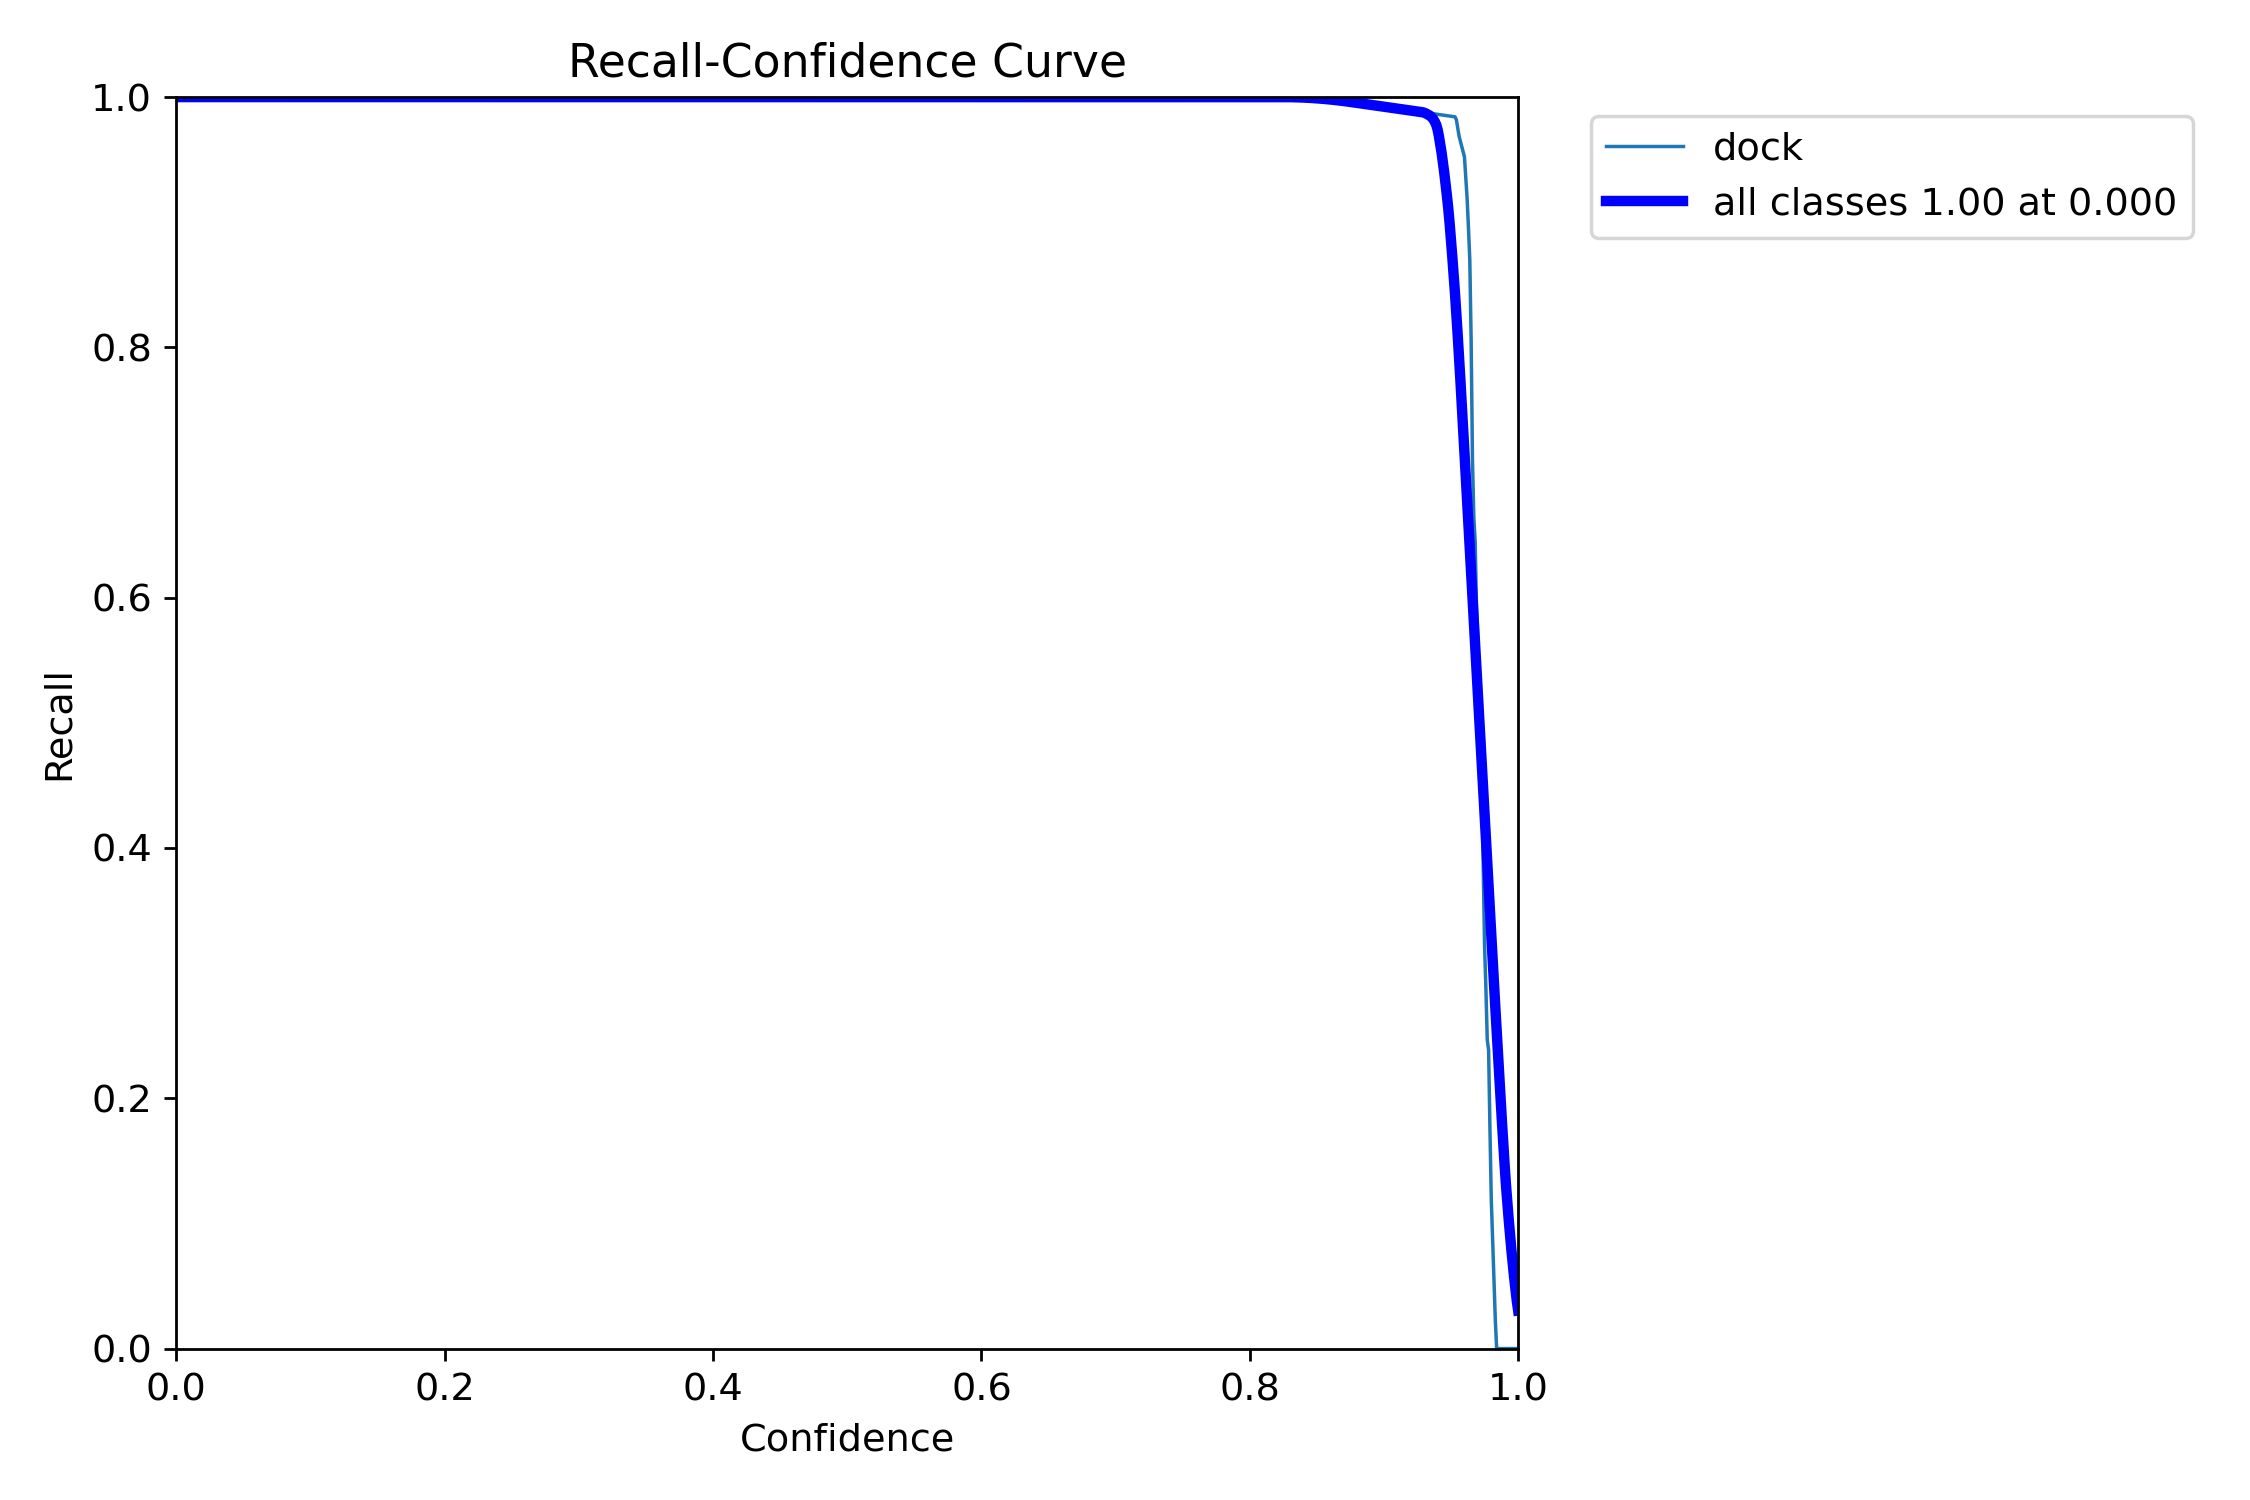 Recall-Confidence Curve
1.0
0.8
0.6
0.4
0.2
0.0
Recall
0.0 0.2 0.4 0.6 0.8 1.0
Confidence
dock
all classes 1.00 at 0.000